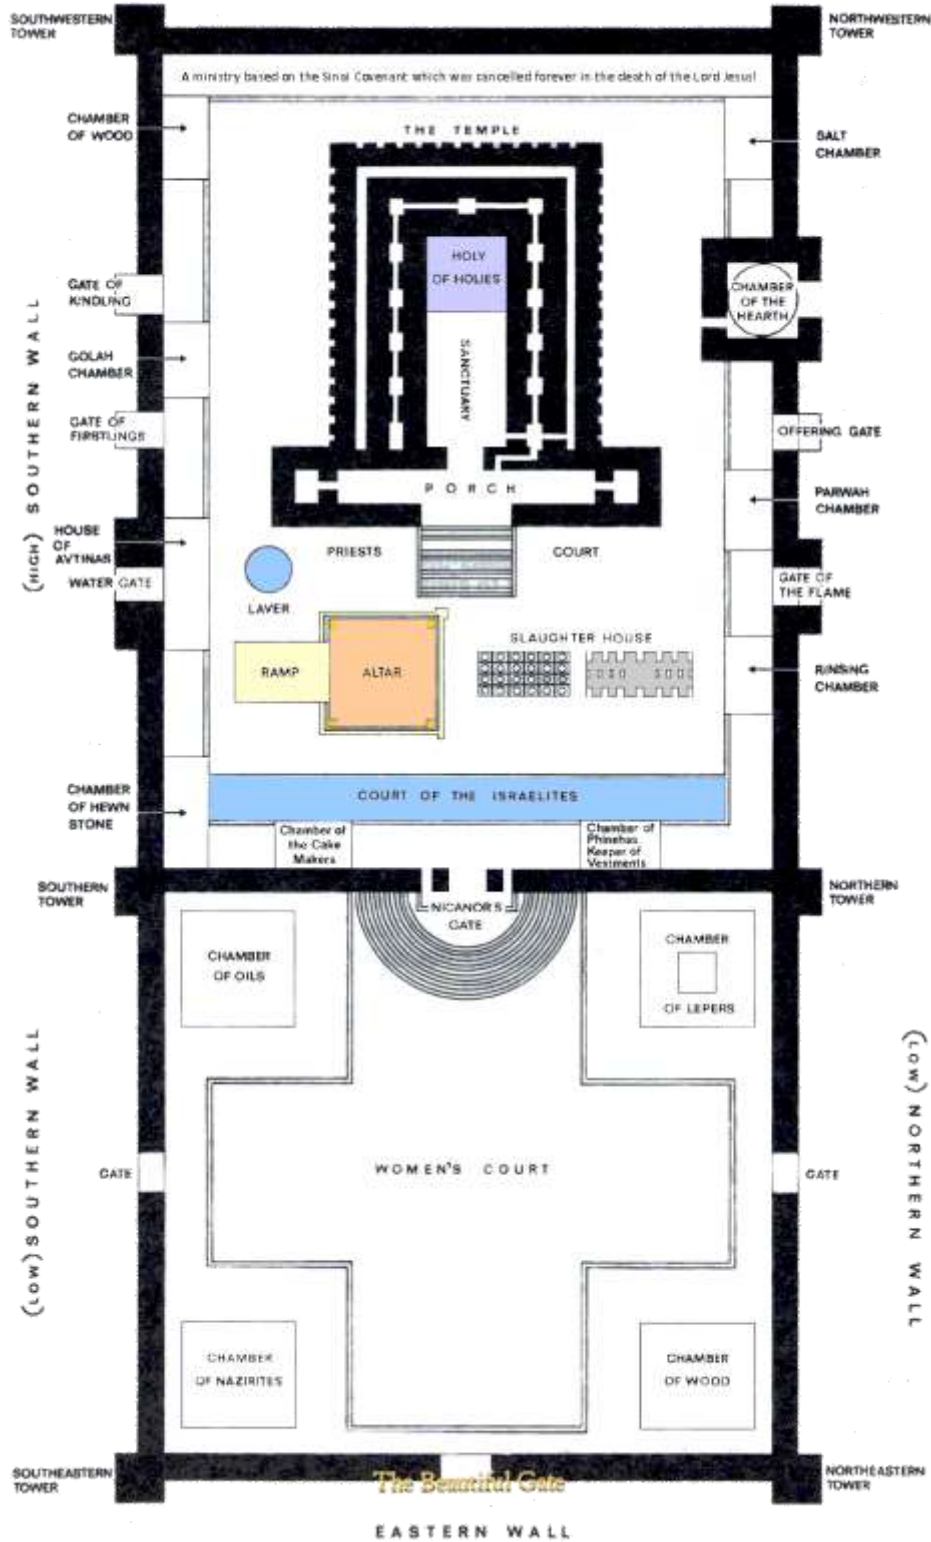 SOUTHWESTERN
TOWER
NORTHWESTERN
TOWER
A ministry based on the Sinai Covenant which was cancelled forever in the death of the Lord Jesus!
CHAMBER
OF WOOD
THE TEMPLE
SALT
CHAMBER
HOLY
OF HOLIES
GATE OF
KINDLING
CHAMBER
OF THE
HEARTH
(HIGH) SOUTHERN WALL
GOLAH
CHAMBER
SANCTUARY
GATE OF
FIRSTLINGS
OFFERING GATE
PORCH
PARWAH
CHAMBER
HOUSE
OF
AVTINAS
PRIESTS
COURT
WATER GATE
GATE OF
THE FLAME
LAVER
SLAUGHTER HOUSE
RAMP
ALTAR
RINSING
CHAMBER
CHAMBER
OF HEWN
STONE
COURT OF THE ISRAELITES
Chamber of
the Cake
Makers
Chamber of
Phinehas
Keeper of
Vestments
SOUTHERN
TOWER
NORTHERN
TOWER
NICANOR'S
GATE
CHAMBER
OF OILS
CHAMBER
OF LEPERS
(LOW) SOUTHERN WALL
(LOW) NORTHERN WALL
WOMEN'S COURT
GATE
GATE
CHAMBER
OF NAZIRITES
CHAMBER
OF WOOD
SOUTHEASTERN
TOWER
The Beautiful Gate
NORTHEASTERN
TOWER
EASTERN WALL